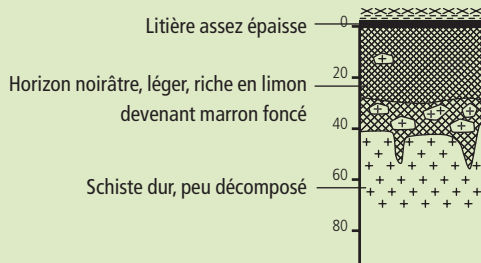 Litière assez épaisse
0
Horizon noirâtre, léger, riche en limon
devenant marron foncé
20
40
Schiste dur, peu décomposé
60
80